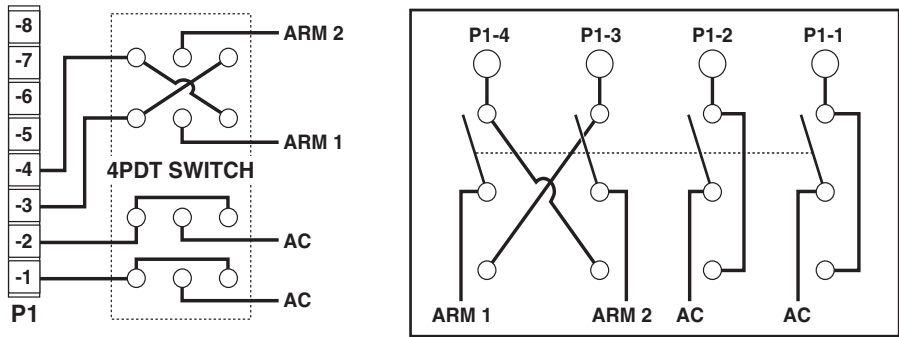 -8
-7
-6
-5
-4
-3
-2
-1
P1
ARM 2
ARM 1
4PDT SWITCH
AC
AC
P1-4 P1-3 P1-2 P1-1
ARM 1 ARM 2 AC AC